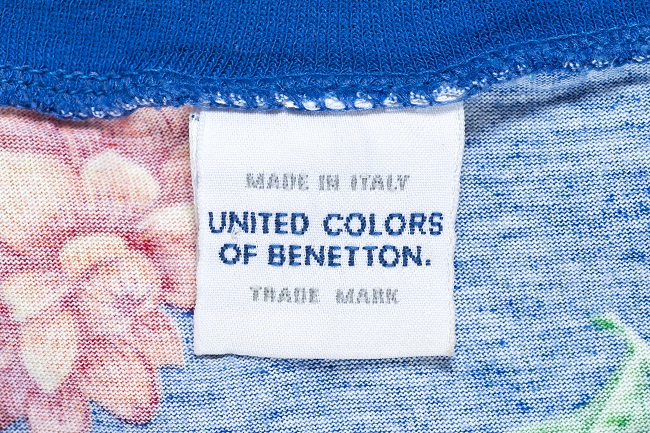 MADE IN ITALY
UNITED COLORS
OF BENETTON.
TRADE MARK